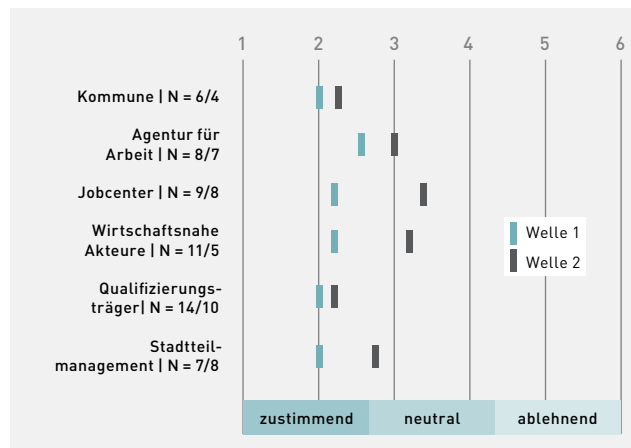 1 2 3 4 5 6
Kommune | N = 6/4
Agentur für
Arbeit | N = 8/7
Jobcenter | N = 9/8
Wirtschaftsnahe
Akteure | N = 11/5
Welle 1
Welle 2
Qualifizierungs-
träger| N = 14/10
Stadtteil-
management | N = 7/8
zustimmend neutral ablehnend